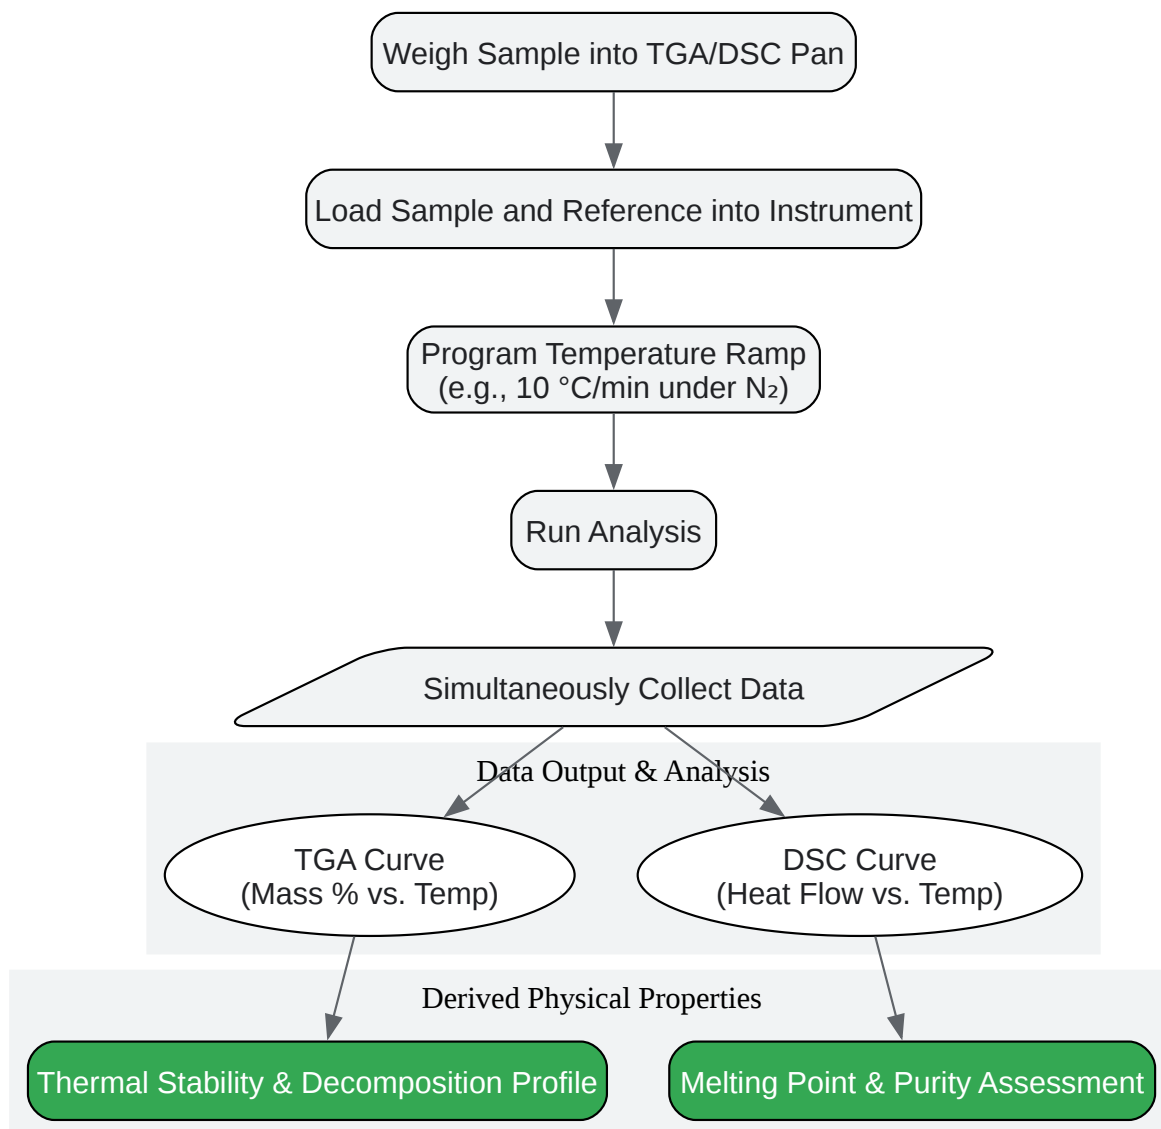 Weigh Sample into TGA/DSC Pan
Load Sample and Reference into Instrument
Program Temperature Ramp
(e.g., 10 °C/min under N₂)
Run Analysis
Simultaneously Collect Data
Data Output & Analysis
TGA Curve
(Mass % vs. Temp)
DSC Curve
(Heat Flow vs. Temp)
Derived Physical Properties
Thermal Stability & Decomposition Profile
Melting Point & Purity Assessment